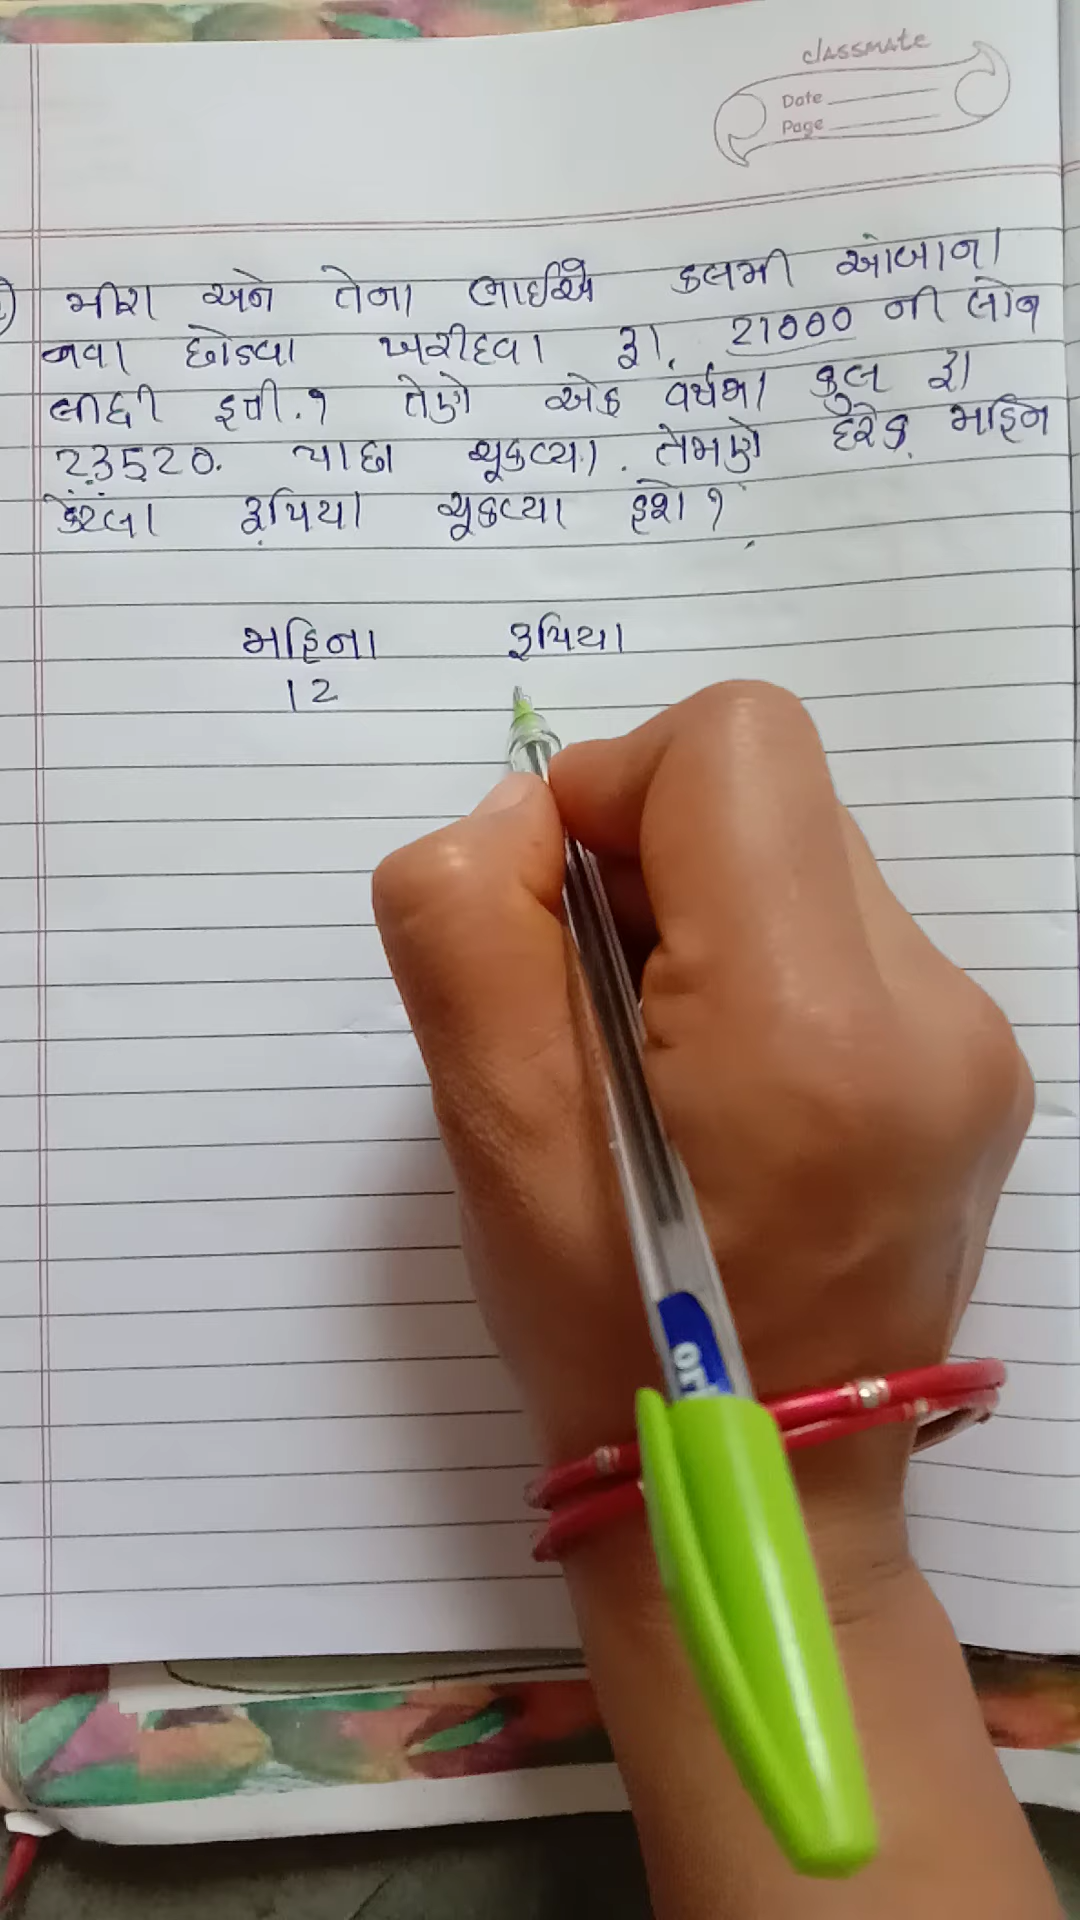 classmate
Date
Page
મીરા અને તેના ભાઈએ કલમી આંબાના
નવા છોડવા ખરીદવા રૂા. 21000 ની લોન
લીધી હતી. ? તેણે એક વર્ષમા કુલ રૂા
23520. પાછા ચૂકવ્યા. તેમણે દરેક મહિન
કેટલા રૂપિયા ચૂકવ્યા હશે ?
મહિના રૂપિયા
12
ori